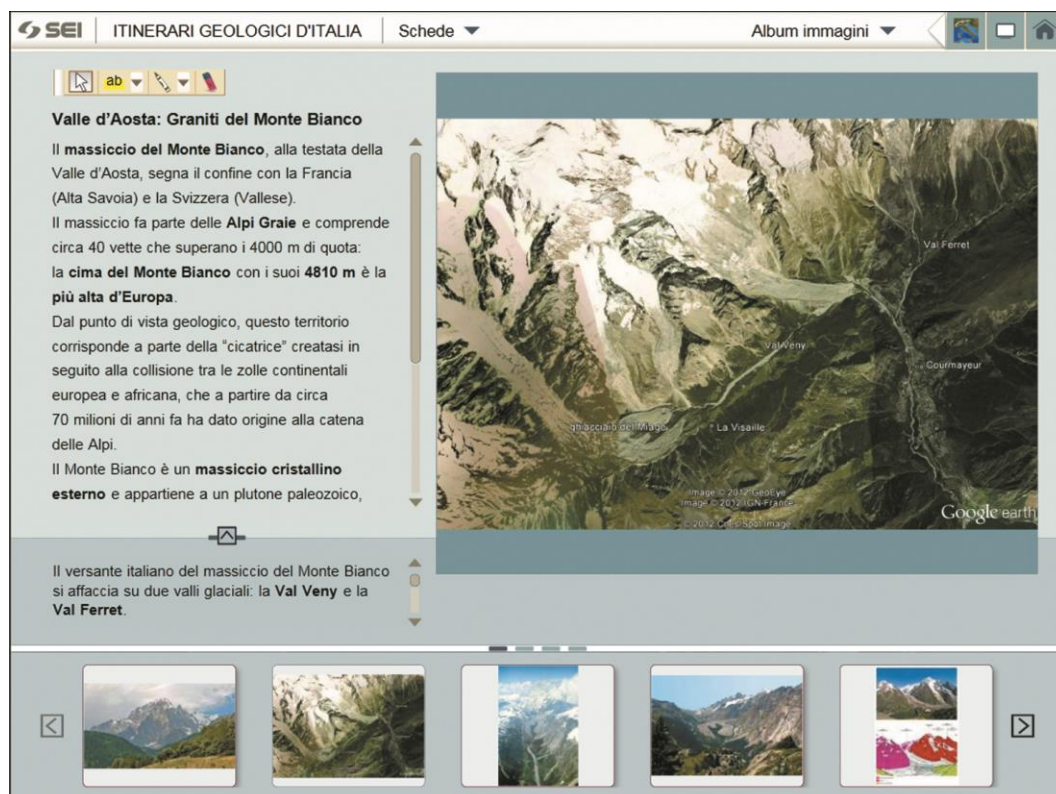 SEI
ITINERARI GEOLOGICI D'ITALIA
Schede
Album immagini
ab
Valle d'Aosta: Graniti del Monte Bianco
Il massiccio del Monte Bianco, alla testata della
Valle d'Aosta, segna il confine con la Francia
(Alta Savoia) e la Svizzera (Vallese).
Il massiccio fa parte delle Alpi Graie e comprende
circa 40 vette che superano i 4000 m di quota:
la cima del Monte Bianco con i suoi 4810 m è la
più alta d'Europa.
Dal punto di vista geologico, questo territorio
corrisponde a parte della "cicatrice" creatasi in
seguito alla collisione tra le zolle continentali
europea e africana, che a partire da circa
70 milioni di anni fa ha dato origine alla catena
delle Alpi.
Il Monte Bianco è un massiccio cristallino
esterno e appartiene a un plutone paleozoico,
Il versante italiano del massiccio del Monte Bianco
si affaccia su due valli glaciali: la Val Veny e la
Val Ferret.
Val Ferret
Val Veny
Courmayeur
ghiacciaio del Miage
La Visaille
Image © 2012 GeoEye
Image © 2012 IGN-France
© 2012 Cnes/Spot Image
Google earth